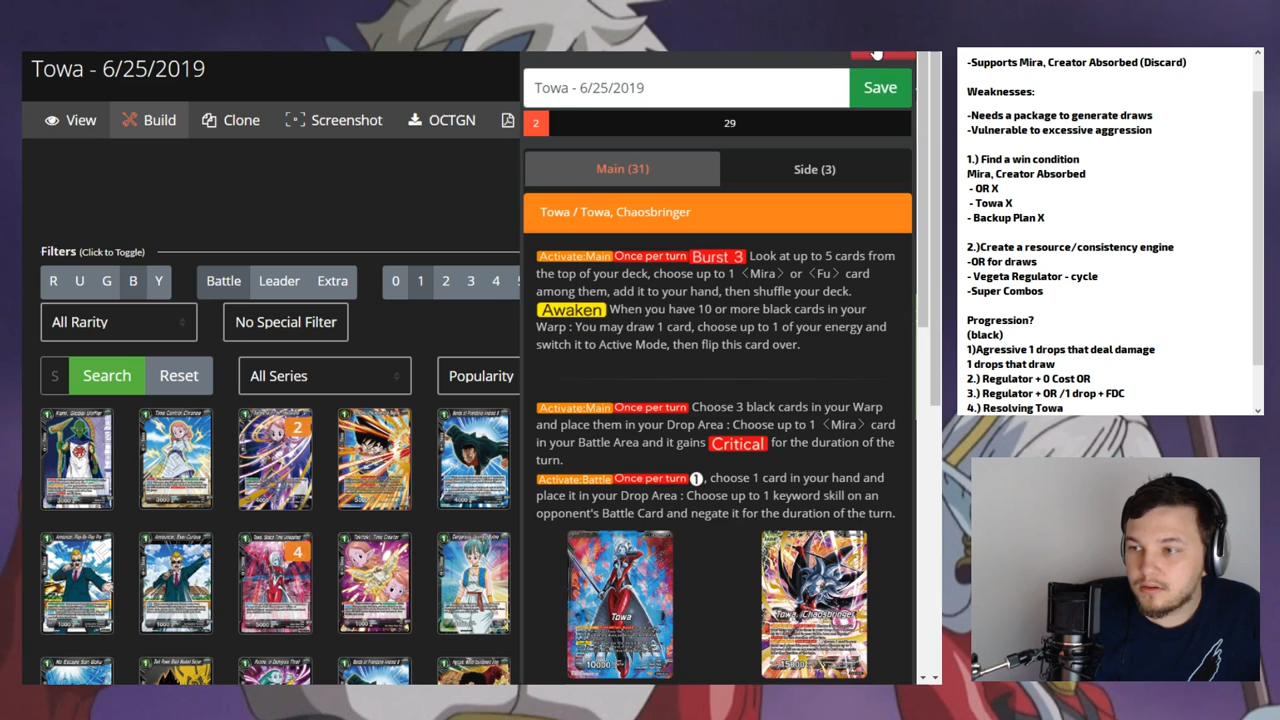 Towa - 6/25/2019
View
Build
Clone
Screenshot
OCTGN
Filters (Click to Toggle)
R U G B Y
Battle Leader Extra
0 1 2 3 4
All Rarity
No Special Filter
S
Search
Reset
All Series
Popularity
2
4
Towa - 6/25/2019
Save
2
29
Main (31)
Side (3)
Towa / Towa, Chaosbringer
Activate:Main Once per turn Burst 3 Look at up to 5 cards from
the top of your deck, choose up to 1 〈Mira〉 or 〈Fu〉 card
among them, add it to your hand, then shuffle your deck.
Awaken When you have 10 or more black cards in your
Warp : You may draw 1 card, choose up to 1 of your energy and
switch it to Active Mode, then flip this card over.
Activate:Main Once per turn Choose 3 black cards in your Warp
and place them in your Drop Area : Choose up to 1 〈Mira〉 card
in your Battle Area and it gains Critical for the duration of the
turn.
Activate:Battle Once per turn 1, choose 1 card in your hand and
place it in your Drop Area : Choose up to 1 keyword skill on an
opponent's Battle Card and negate it for the duration of the turn.
Towa
10000
Towa, Chaosbringer
15000
-Supports Mira, Creator Absorbed (Discard)
Weaknesses:
-Needs a package to generate draws
-Vulnerable to excessive aggression
1.) Find a win condition
Mira, Creator Absorbed
- OR X
- Towa X
- Backup Plan X
2.)Create a resource/consistency engine
-OR for draws
- Vegeta Regulator - cycle
-Super Combos
Progression?
(black)
1)Agressive 1 drops that deal damage
1 drops that draw
2.) Regulator + 0 Cost OR
3.) Regulator + OR /1 drop + FDC
4.) Resolving Towa